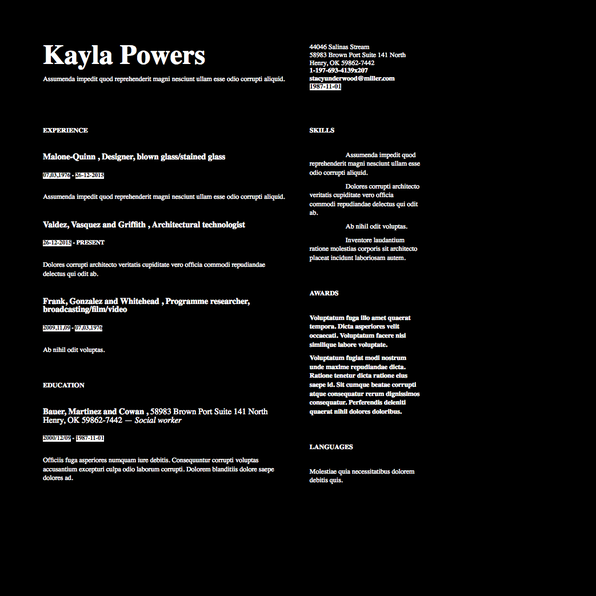 Kayla Powers
Assumenda impedit quod reprehenderit magni nesciunt ullam esse odio corrupti aliquid.
44046 Salinas Stream
58983 Brown Port Suite 141 North
Henry, OK 59862-7442
1-197-693-4139x207
stacyunderwood@miller.com
1987-11-01
EXPERIENCE
Malone-Quinn , Designer, blown glass/stained glass
07.03.1976 - 26-12-2015
Assumenda impedit quod reprehenderit magni nesciunt ullam esse odio corrupti aliquid.
Valdez, Vasquez and Griffith , Architectural technologist
26-12-2015 - PRESENT
Dolores corrupti architecto veritatis cupiditate vero officia commodi repudiandae
delectus qui odit ab.
Frank, Gonzalez and Whitehead , Programme researcher,
broadcasting/film/video
2009.11.09 - 07.03.1976
Ab nihil odit voluptas.
EDUCATION
Bauer, Martinez and Cowan , 58983 Brown Port Suite 141 North
Henry, OK 59862-7442 — Social worker
2000/12/09 - 1987-11-01
Officiis fuga asperiores numquam iure debitis. Consequuntur corrupti voluptas
accusantium excepturi culpa odio laborum corrupti. Dolorem blanditiis dolore saepe
dolores ad.
SKILLS
Assumenda impedit quod
reprehenderit magni nesciunt ullam esse
odio corrupti aliquid.
Dolores corrupti architecto
veritatis cupiditate vero officia
commodi repudiandae delectus qui odit
ab.
Ab nihil odit voluptas.
Inventore laudantium
ratione molestias corporis sit architecto
placeat incidunt laboriosam autem.
AWARDS
Voluptatum fuga illo amet quaerat
tempora. Dicta asperiores velit
occaecati. Voluptatum facere nisi
similique labore voluptate.
Voluptatum fugiat modi nostrum
unde maxime repudiandae dicta.
Ratione tenetur dicta ratione eius
saepe id. Sit cumque beatae corrupti
atque consequatur rerum dignissimos
consequatur. Perferendis deleniti
quaerat nihil dolores doloribus.
LANGUAGES
Molestiae quia necessitatibus dolorem
debitis quis.